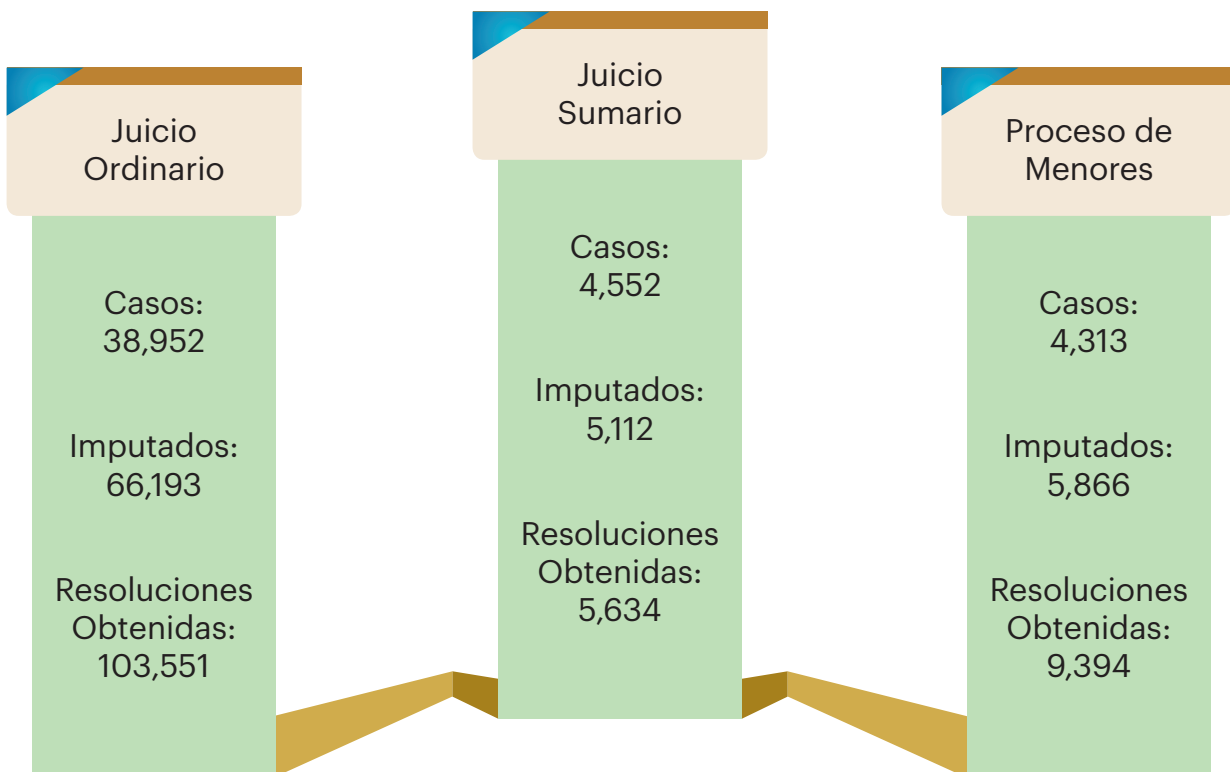 Juicio
Ordinario
Casos:
38,952
Imputados:
66,193
Resoluciones
Obtenidas:
103,551
Juicio
Sumario
Casos:
4,552
Imputados:
5,112
Resoluciones
Obtenidas:
5,634
Proceso de
Menores
Casos:
4,313
Imputados:
5,866
Resoluciones
Obtenidas:
9,394